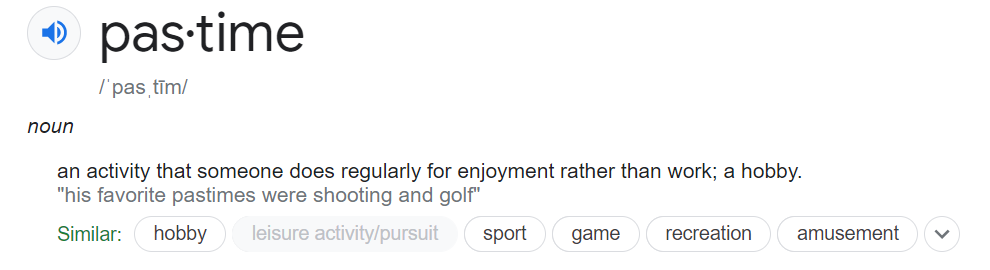 pas·time
/ˈpasˌtīm/
noun
an activity that someone does regularly for enjoyment rather than work; a hobby.
"his favorite pastimes were shooting and golf"
Similar: hobby leisure activity/pursuit sport game recreation amusement